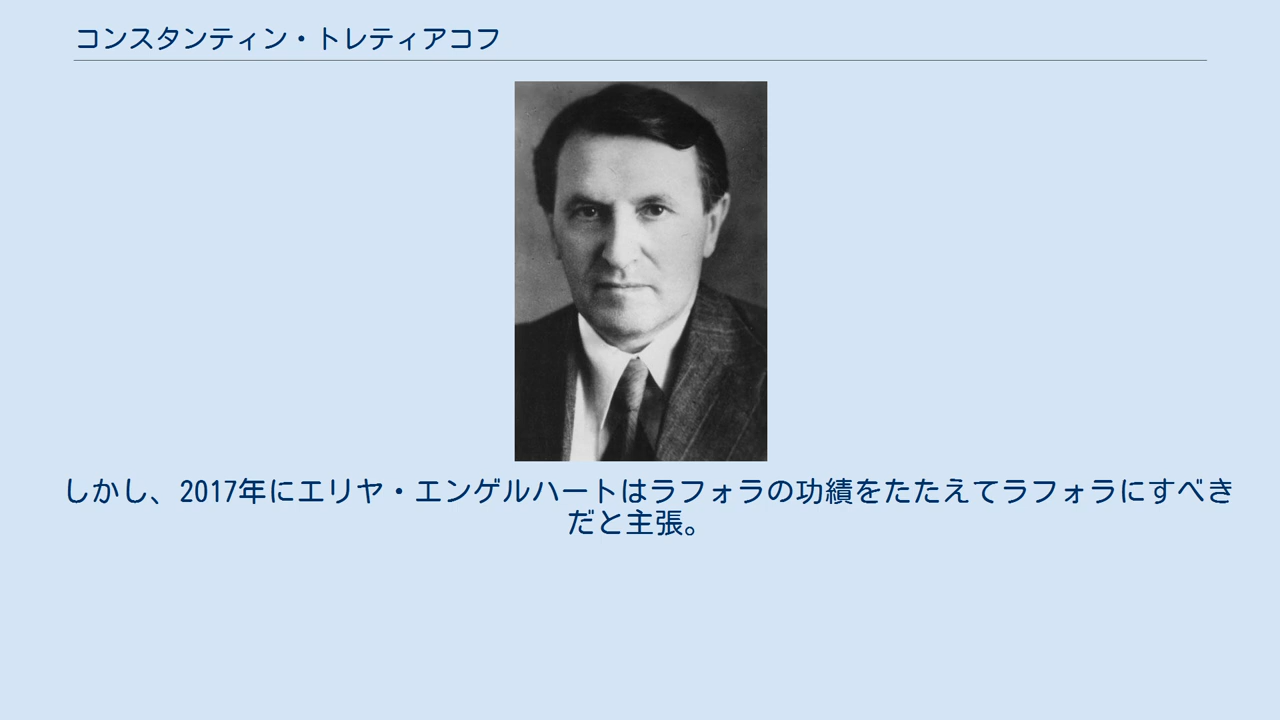 コンスタンティン・トレティアコフ
しかし、2017年にエリヤ・エンゲルハートはラフォラの功績をたたえてラフォラにすべき
だと主張。